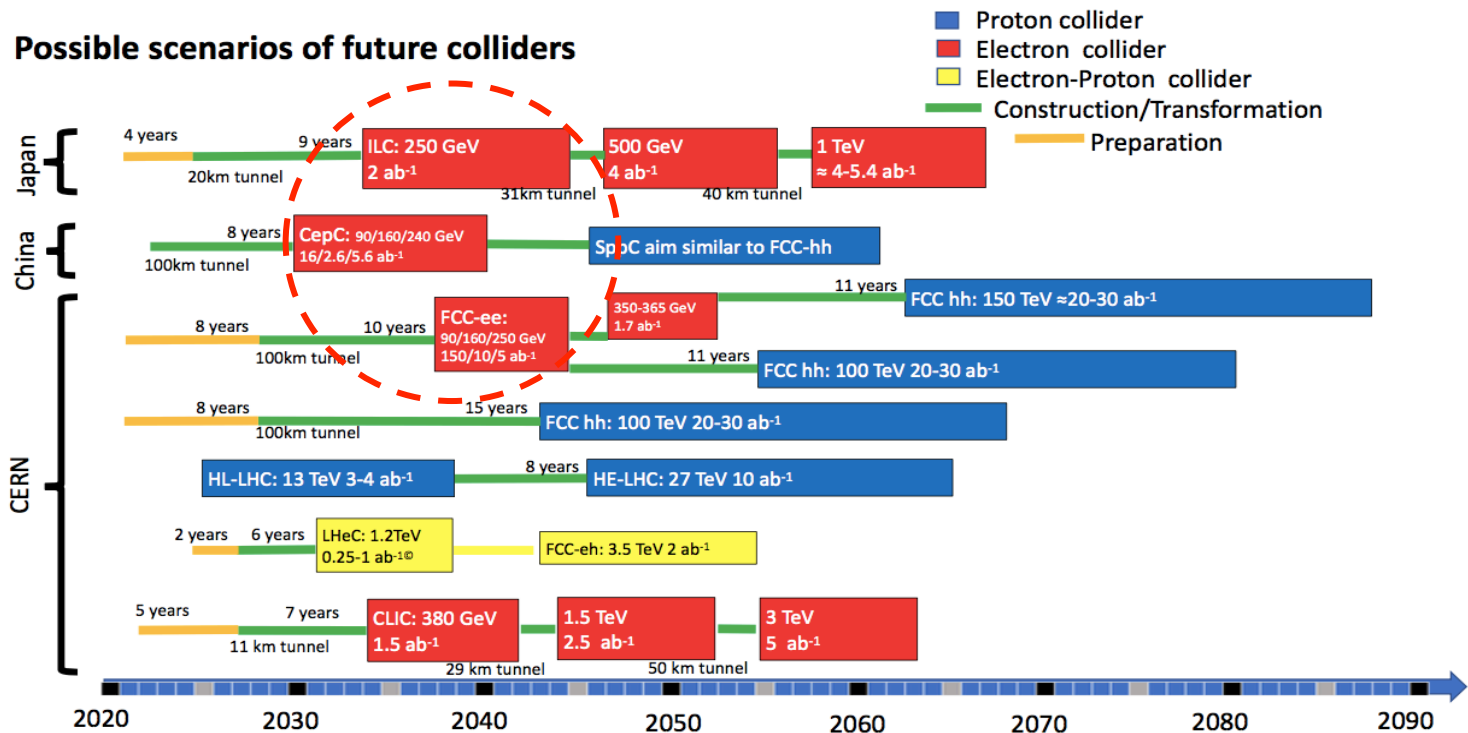 Possible scenarios of future colliders
Proton collider
Electron collider
Electron-Proton collider
Construction/Transformation
Preparation
Japan
4 years
9 years
20km tunnel
ILC: 250 GeV
2 ab-1
31km tunnel
500 GeV
4 ab-1
40 km tunnel
1 TeV
≈ 4-5.4 ab-1
China
8 years
100km tunnel
CepC: 90/160/240 GeV
16/2.6/5.6 ab-1
SppC aim similar to FCC-hh
CERN
8 years
10 years
100km tunnel
FCC-ee:
90/160/250 GeV
150/10/5 ab-1
350-365 GeV
1.7 ab-1
11 years
FCC hh: 150 TeV ≈20-30 ab-1
11 years
FCC hh: 100 TeV 20-30 ab-1
8 years
15 years
100km tunnel
FCC hh: 100 TeV 20-30 ab-1
HL-LHC: 13 TeV 3-4 ab-1
8 years
HE-LHC: 27 TeV 10 ab-1
2 years
6 years
LHeC: 1.2TeV
0.25-1 ab-1©
FCC-eh: 3.5 TeV 2 ab-1
5 years
7 years
11 km tunnel
CLIC: 380 GeV
1.5 ab-1
29 km tunnel
1.5 TeV
2.5 ab-1
50 km tunnel
3 TeV
5 ab-1
2020
2030
2040
2050
2060
2070
2080
2090